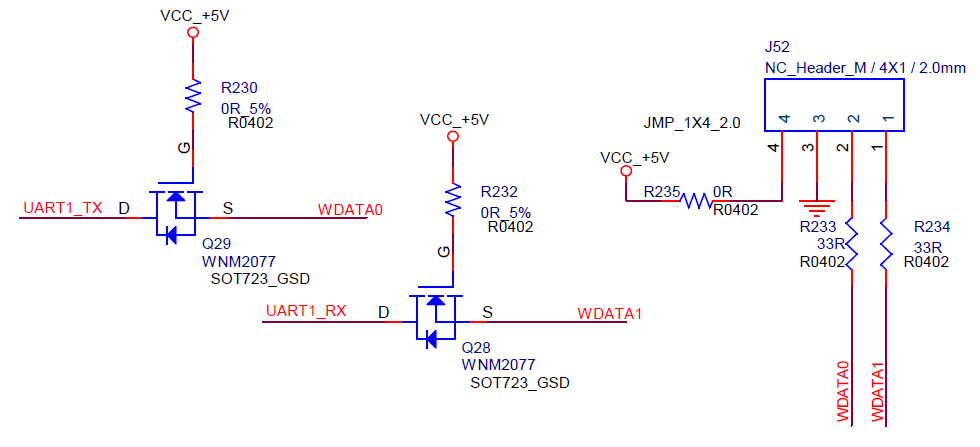 VCC_+5V
R230
0R_5%
R0402
G
UART1_TX
D
S
WDATA0
Q29
WNM2077
SOT723_GSD
VCC_+5V
R232
0R_5%
R0402
G
UART1_RX
D
S
WDATA1
Q28
WNM2077
SOT723_GSD
J52
NC_Header_M / 4X1 / 2.0mm
4
3
2
1
JMP_1X4_2.0
4
3
2
1
VCC_+5V
R235
0R
R0402
R233
33R
R0402
R234
33R
R0402
WDATA0
WDATA1